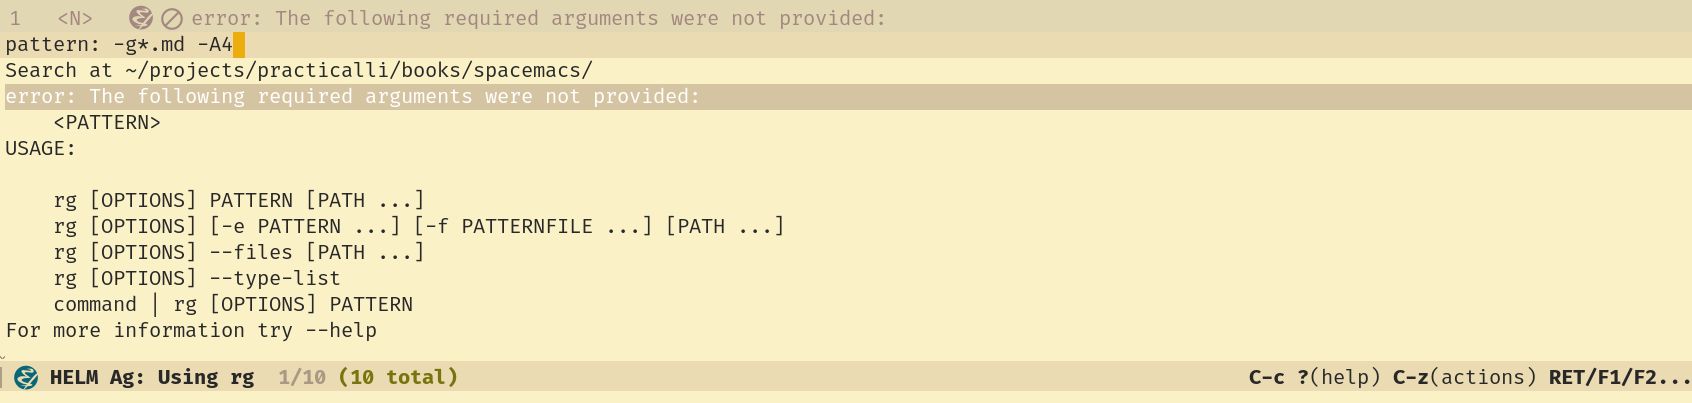 1 <N> error: The following required arguments were not provided:
pattern: -g*.md -A4
Search at ~/projects/practicalli/books/spacemacs/
error: The following required arguments were not provided:
<PATTERN>
USAGE:
rg [OPTIONS] PATTERN [PATH ...]
rg [OPTIONS] [-e PATTERN ...] [-f PATTERNFILE ...] [PATH ...]
rg [OPTIONS] --files [PATH ...]
rg [OPTIONS] --type-list
command | rg [OPTIONS] PATTERN
For more information try --help
HELM Ag: Using rg 1/10 (10 total) C-c ?(help) C-z(actions) RET/F1/F2...